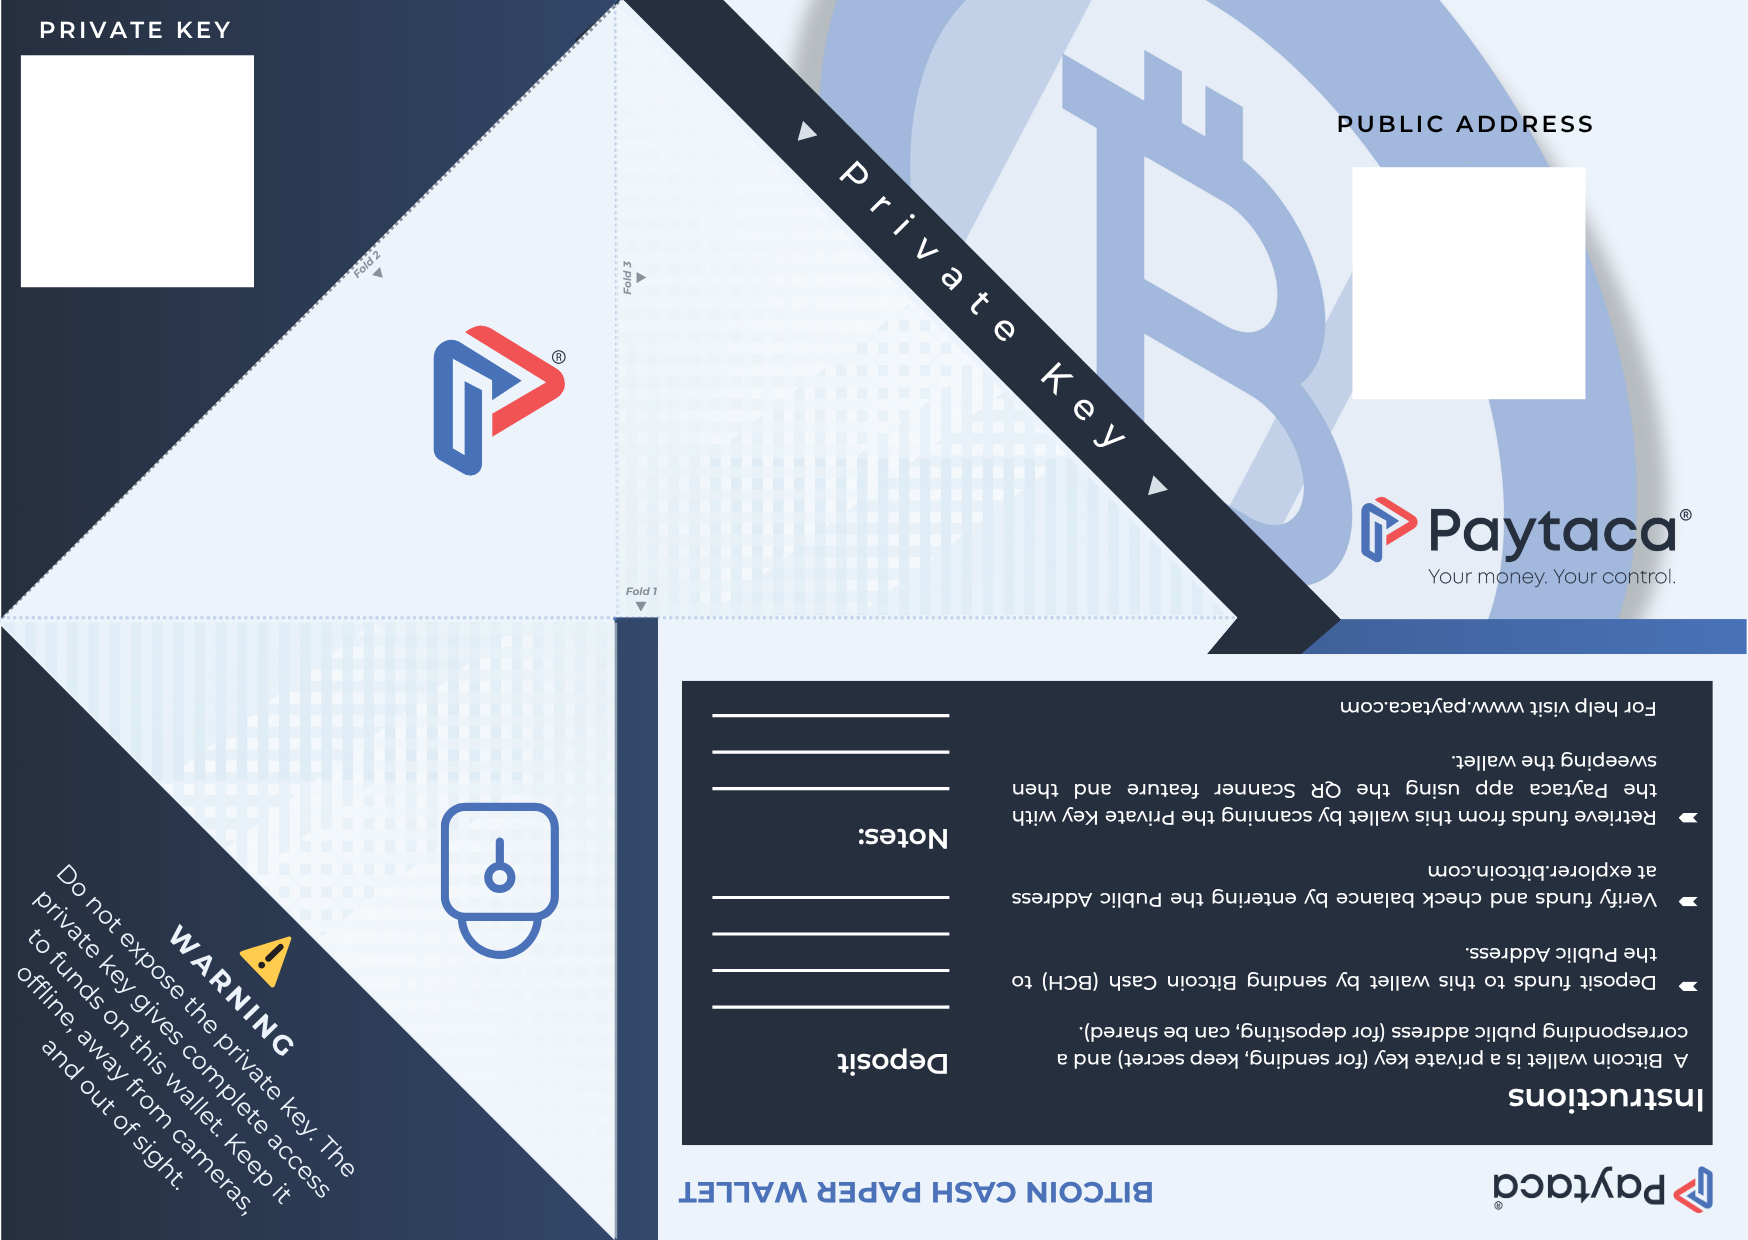 PRIVATE KEY
Fold 2
®
Fold 3
Fold 1
Private Key
PUBLIC ADDRESS
Paytaca®
Your money. Your control.
WARNING
Do not expose the private key. The
private key gives complete access
to funds on this wallet. Keep it
offline, away from cameras,
and out of sight.
Paytaca®
BITCOIN CASH PAPER WALLET
Instructions
A Bitcoin wallet is a private key (for sending, keep secret) and a
corresponding public address (for depositing, can be shared).
Deposit funds to this wallet by sending Bitcoin Cash (BCH) to
the Public Address.
Verify funds and check balance by entering the Public Address
at explorer.bitcoin.com
Retrieve funds from this wallet by scanning the Private Key with
the Paytaca app using the QR Scanner feature and then
sweeping the wallet.
For help visit www.paytaca.com
Deposit
Notes: